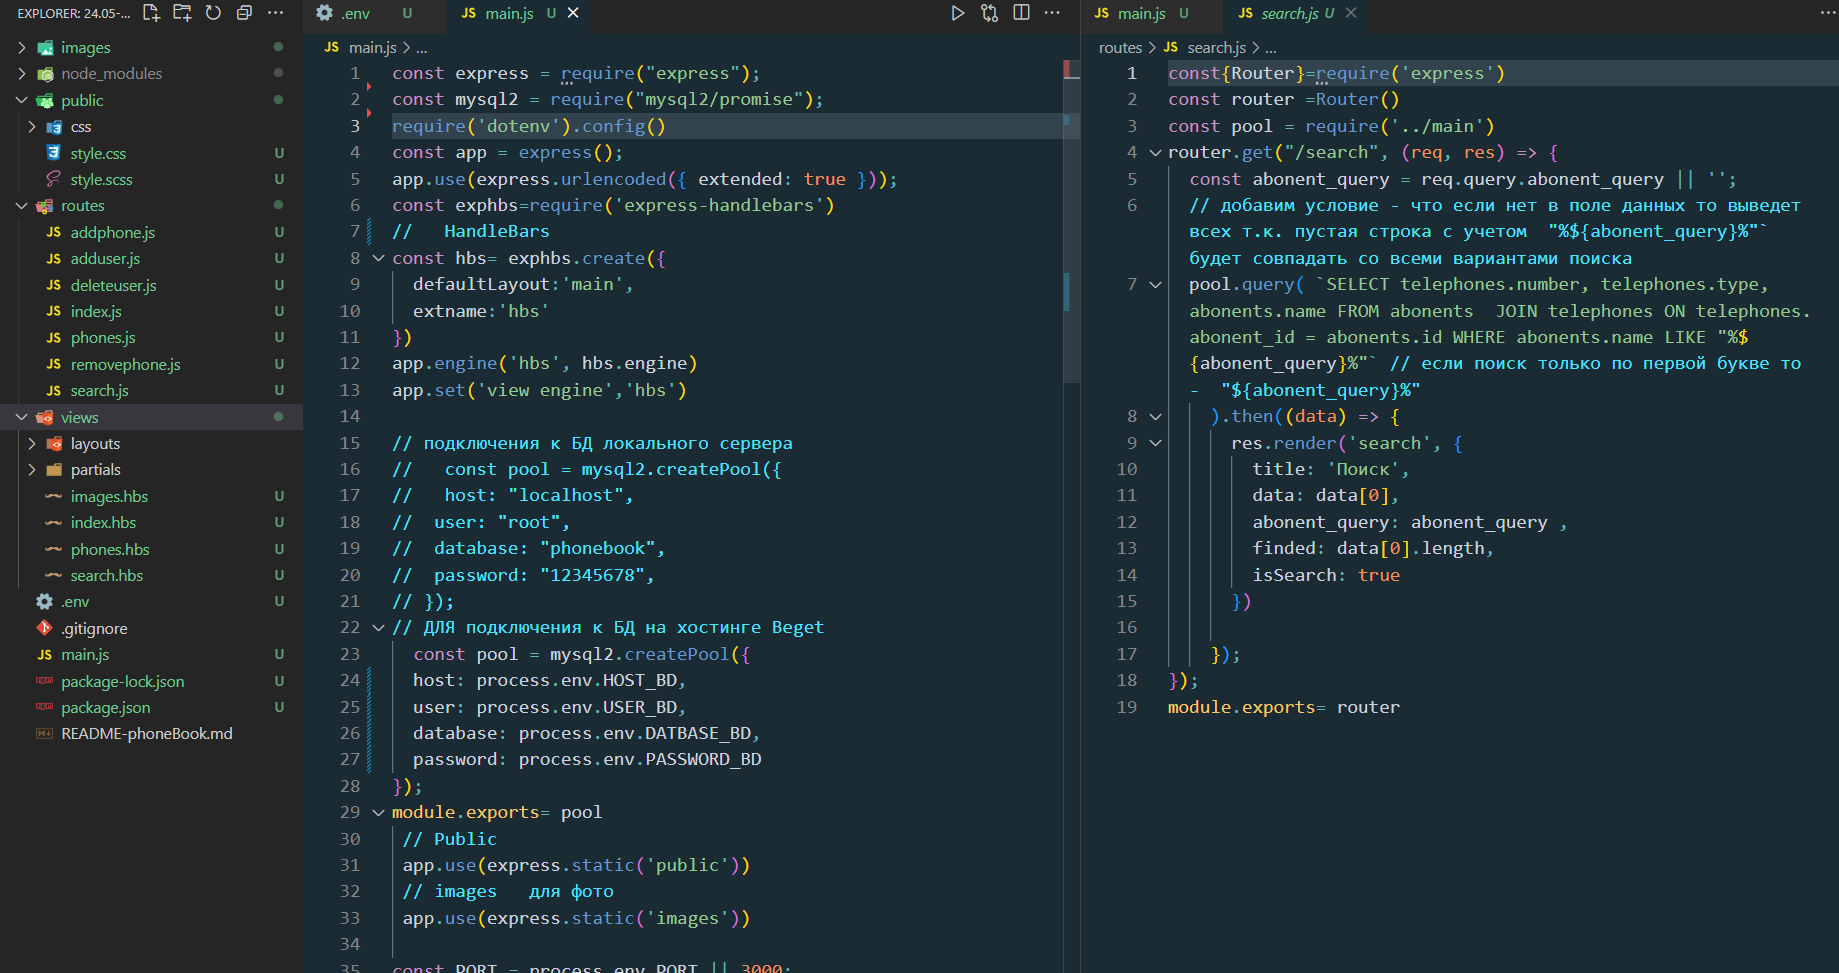 EXPLORER: 24.05-...
images
node_modules
public
css
style.css U
style.scss U
routes
addphone.js U
adduser.js U
deleteuser.js U
index.js U
phones.js U
removephone.js U
search.js U
views
layouts
partials
images.hbs U
index.hbs U
phones.hbs U
search.hbs U
.env U
.gitignore
JS main.js U
package-lock.json U
package.json U
README-phoneBook.md
.env U
JS main.js U
JS main.js > ...
1 const express = require("express");
2 const mysql2 = require("mysql2/promise");
3 require('dotenv').config()
4 const app = express();
5 app.use(express.urlencoded({ extended: true }));
6 const exphbs=require('express-handlebars')
7 //   HandleBars
8 const hbs= exphbs.create({
9 defaultLayout:'main',
10 extname:'hbs'
11 })
12 app.engine('hbs', hbs.engine)
13 app.set('view engine','hbs')
14
15 // подключения к БД локального сервера
16 //   const pool = mysql2.createPool({
17 //   host: "localhost",
18 //  user: "root",
19 //  database: "phonebook",
20 //  password: "12345678",
21 // });
22 // ДЛЯ подключения к БД на хостинге Beget
23 const pool = mysql2.createPool({
24 host: process.env.HOST_BD,
25 user: process.env.USER_BD,
26 database: process.env.DATBASE_BD,
27 password: process.env.PASSWORD_BD
28 });
29 module.exports= pool
30 // Public
31 app.use(express.static('public'))
32 // images   для фото
33 app.use(express.static('images'))
34
35 const PORT = process.env.PORT || 3000;
JS main.js U
JS search.js U
routes > JS search.js > ...
1 const{Router}=require('express')
2 const router =Router()
3 const pool = require('../main')
4 router.get("/search", (req, res) => {
5 const abonent_query = req.query.abonent_query || '';
6 // добавим условие - что если нет в поле данных то выведет
всех т.к. пустая строка с учетом  "%${abonent_query}%"`
будет совпадать со всеми вариантами поиска
7 pool.query( `SELECT telephones.number, telephones.type,
abonents.name FROM abonents  JOIN telephones ON telephones.
abonent_id = abonents.id WHERE abonents.name LIKE "%$
{abonent_query}%"` // если поиск только по первой букве то
-  "${abonent_query}%"
8 ).then((data) => {
9 res.render('search', {
10 title: 'Поиск',
11 data: data[0],
12 abonent_query: abonent_query ,
13 finded: data[0].length,
14 isSearch: true
15 })
16
17 });
18 });
19 module.exports= router